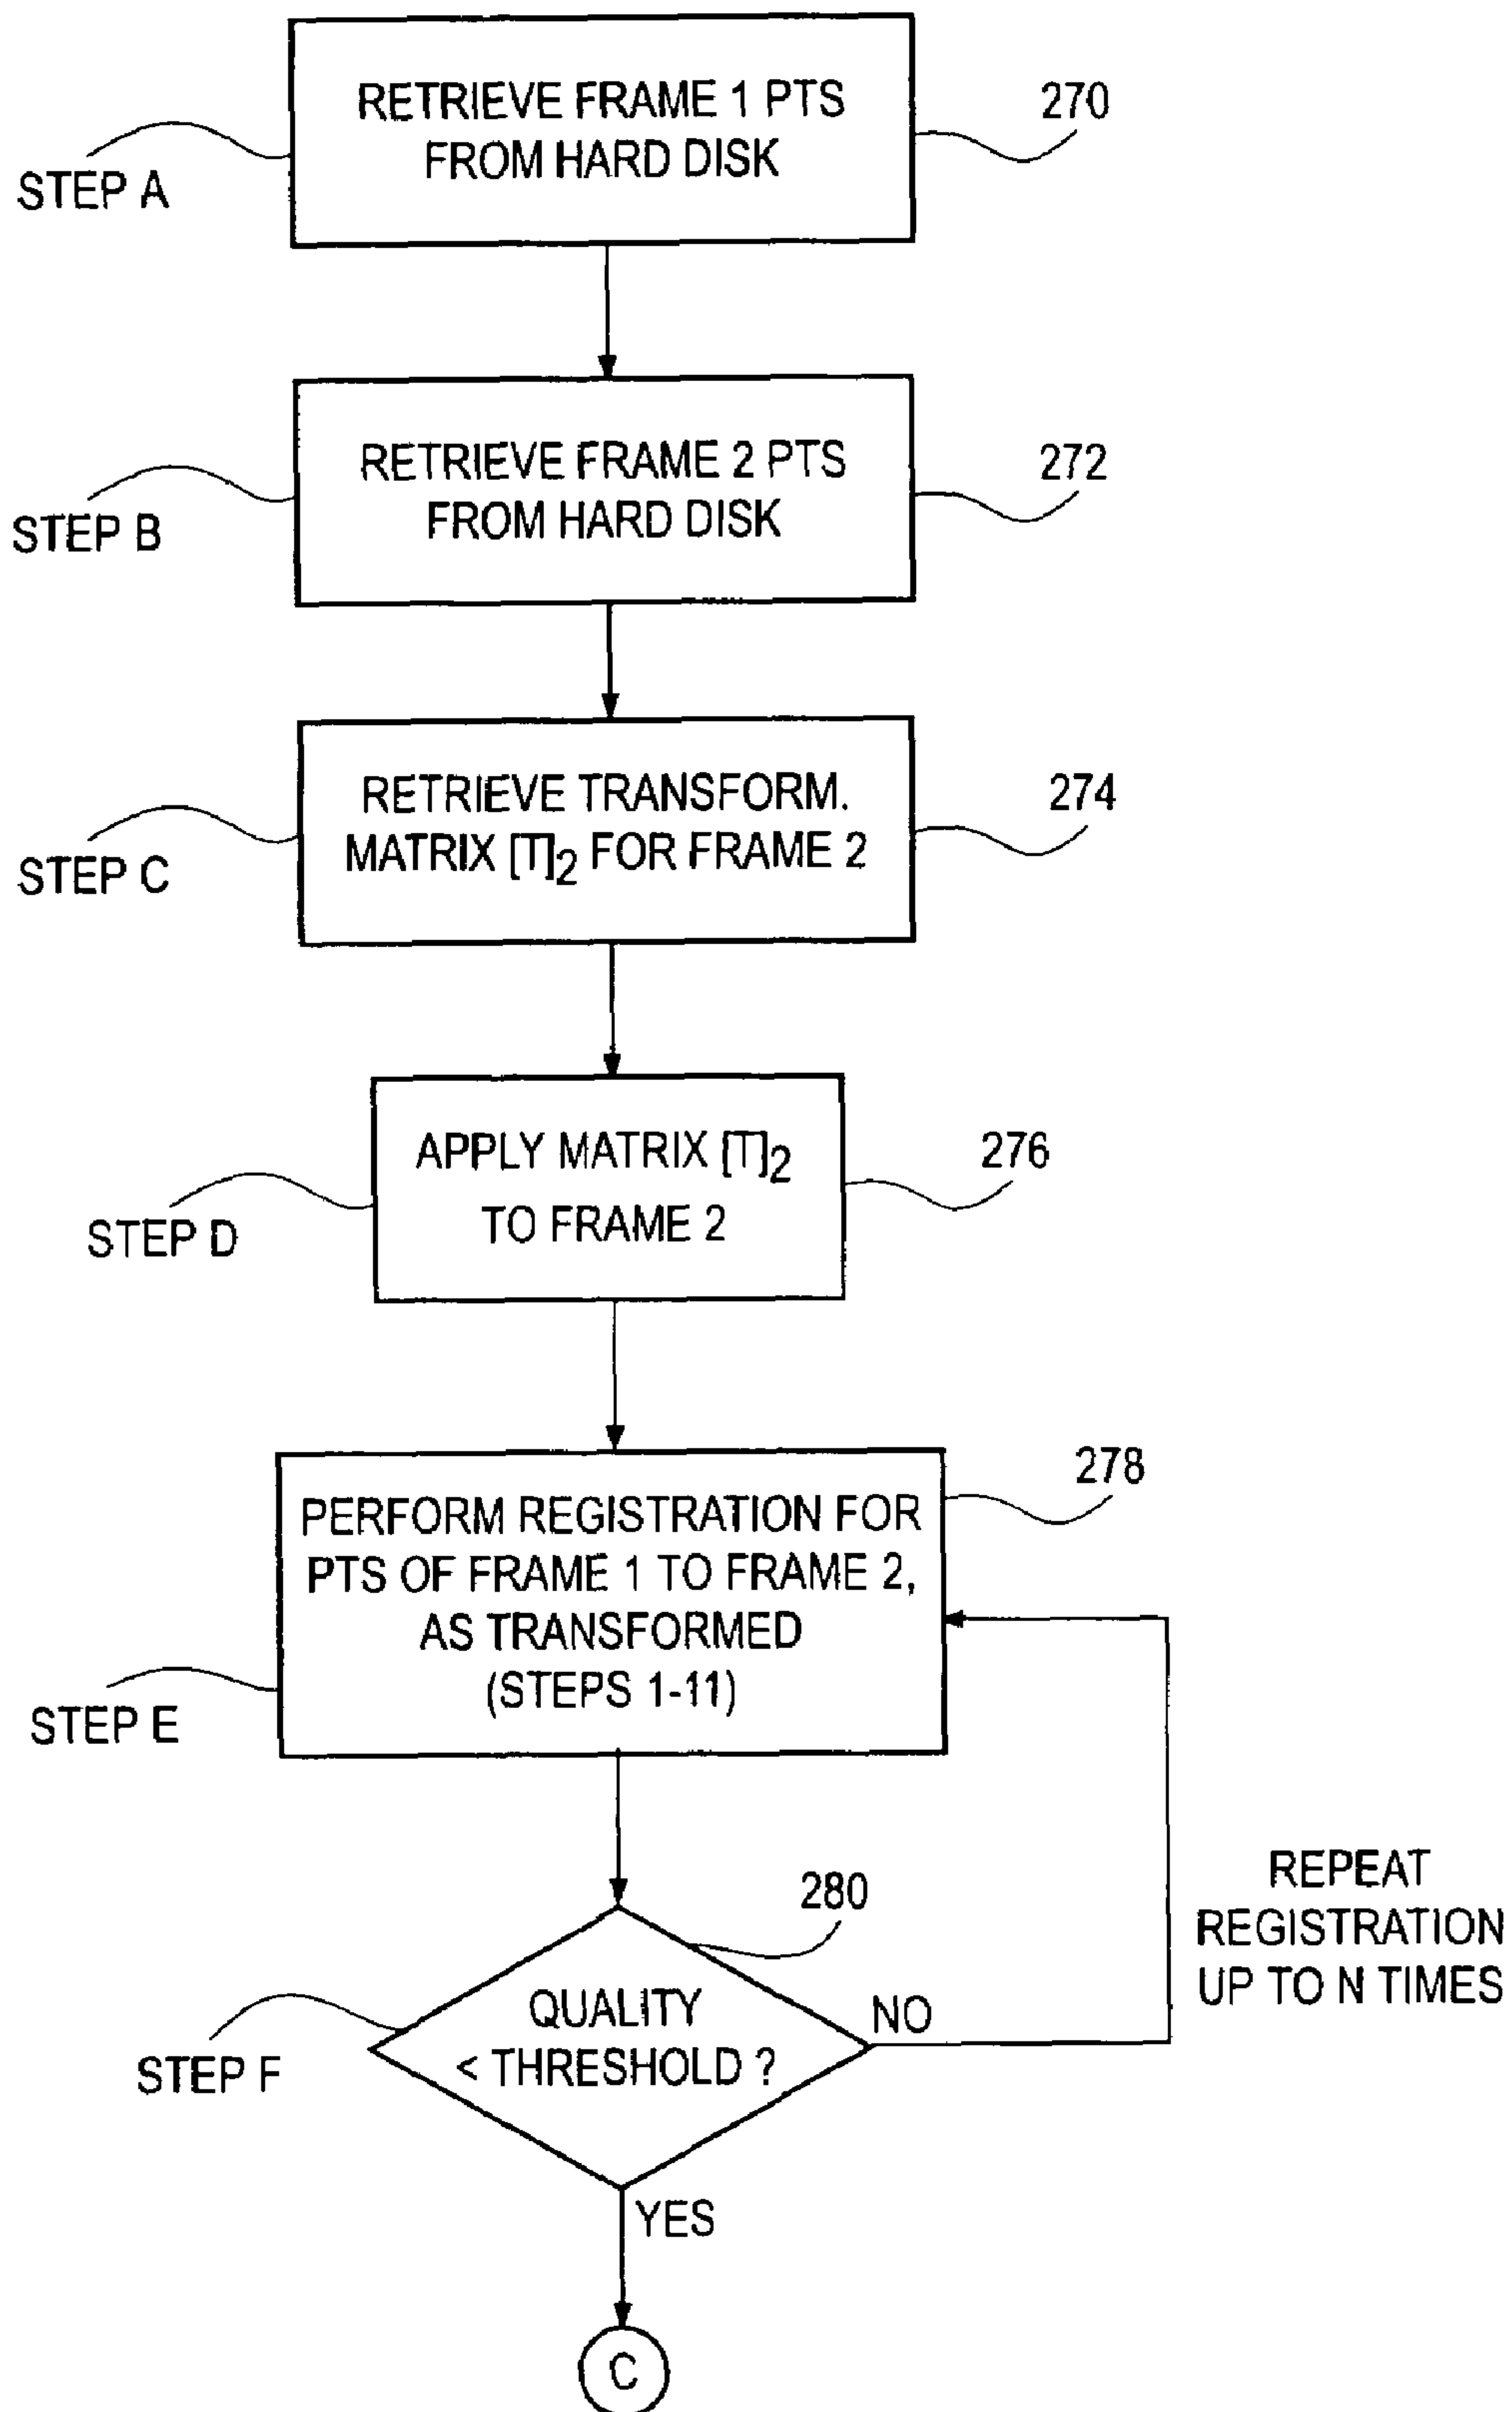 RETRIEVE FRAME 1 PTS
FROM HARD DISK
270
STEP A
RETRIEVE FRAME 2 PTS
FROM HARD DISK
272
STEP B
RETRIEVE TRANSFORM.
MATRIX [T]2 FOR FRAME 2
274
STEP C
APPLY MATRIX [T]2
TO FRAME 2
276
STEP D
PERFORM REGISTRATION FOR
PTS OF FRAME 1 TO FRAME 2,
AS TRANSFORMED
(STEPS 1-11)
278
STEP E
280
QUALITY
< THRESHOLD ?
STEP F
NO
REPEAT
REGISTRATION
UP TO N TIMES
YES
C